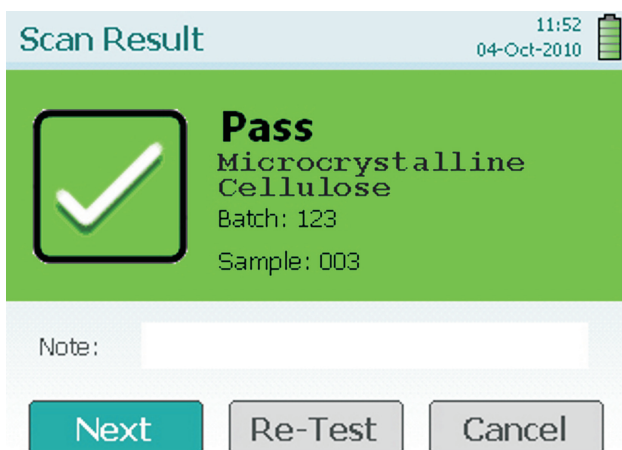 Scan Result
11:52
04-Oct-2010
Pass
Microcrystalline
Cellulose
Batch: 123
Sample: 003
Note:
Next
Re-Test
Cancel